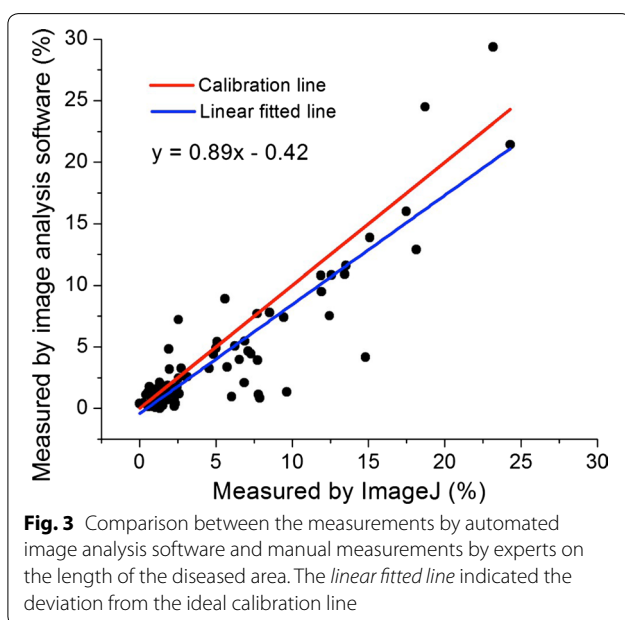 30
25
20
15
10
5
0
Measured by image analysis software (%)
Calibration line
Linear fitted line
y = 0.89x - 0.42
0 5 10 15 20 25 30
Measured by ImageJ (%)
Fig. 3 Comparison between the measurements by automated
image analysis software and manual measurements by experts on
the length of the diseased area. The linear fitted line indicated the
deviation from the ideal calibration line